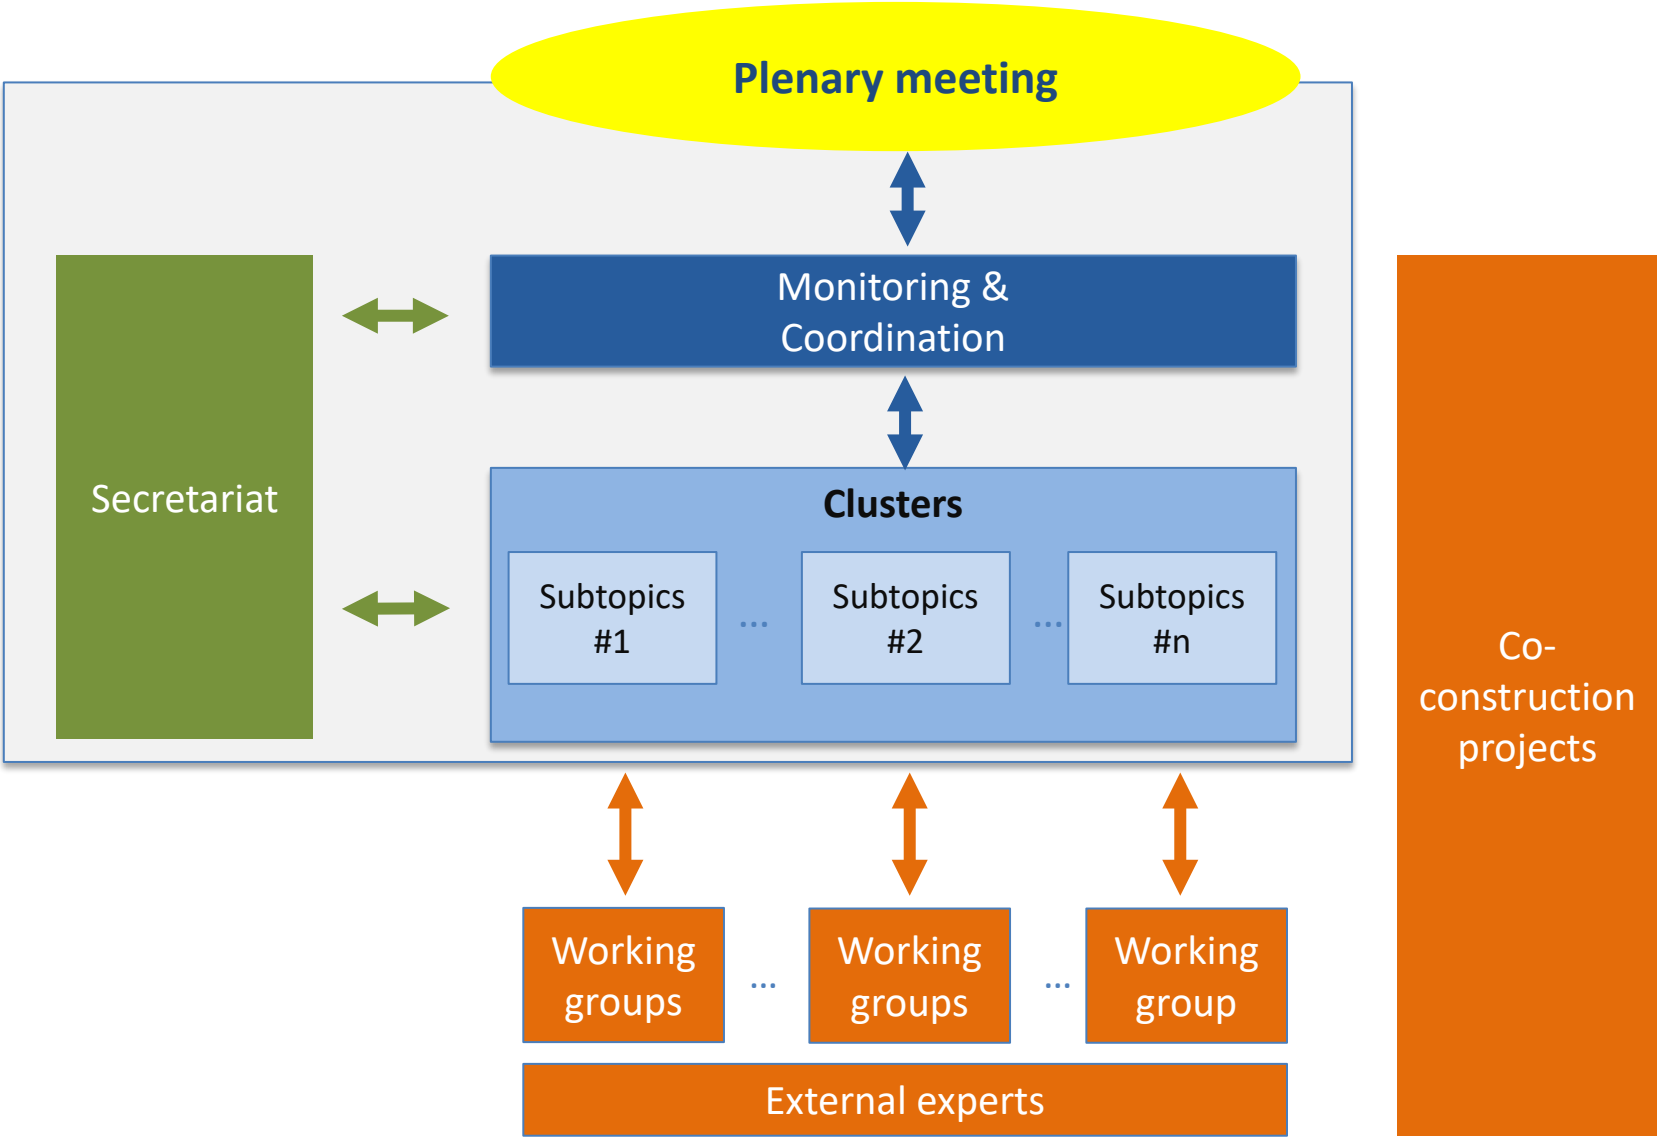 Plenary meeting
Monitoring &
Coordination
Secretariat
Clusters
Subtopics
#1
...
Subtopics
#2
...
Subtopics
#n
Co-
construction
projects
Working
groups
...
Working
groups
...
Working
group
External experts